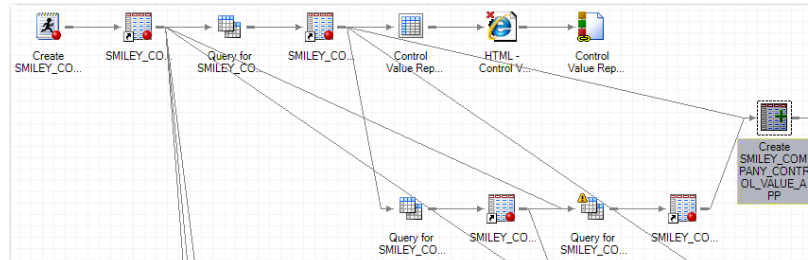 Create
SMILEY_CO...
SMILEY_CO...
Query for
SMILEY_CO...
SMILEY_CO...
Control
Value Rep...
HTML -
Control V...
Control
Value Rep...
Create
SMILEY_COM
PANY_CONTR
OL_VALUE_A
PP
Query for
SMILEY_CO...
SMILEY_CO...
Query for
SMILEY_CO...
SMILEY_CO...